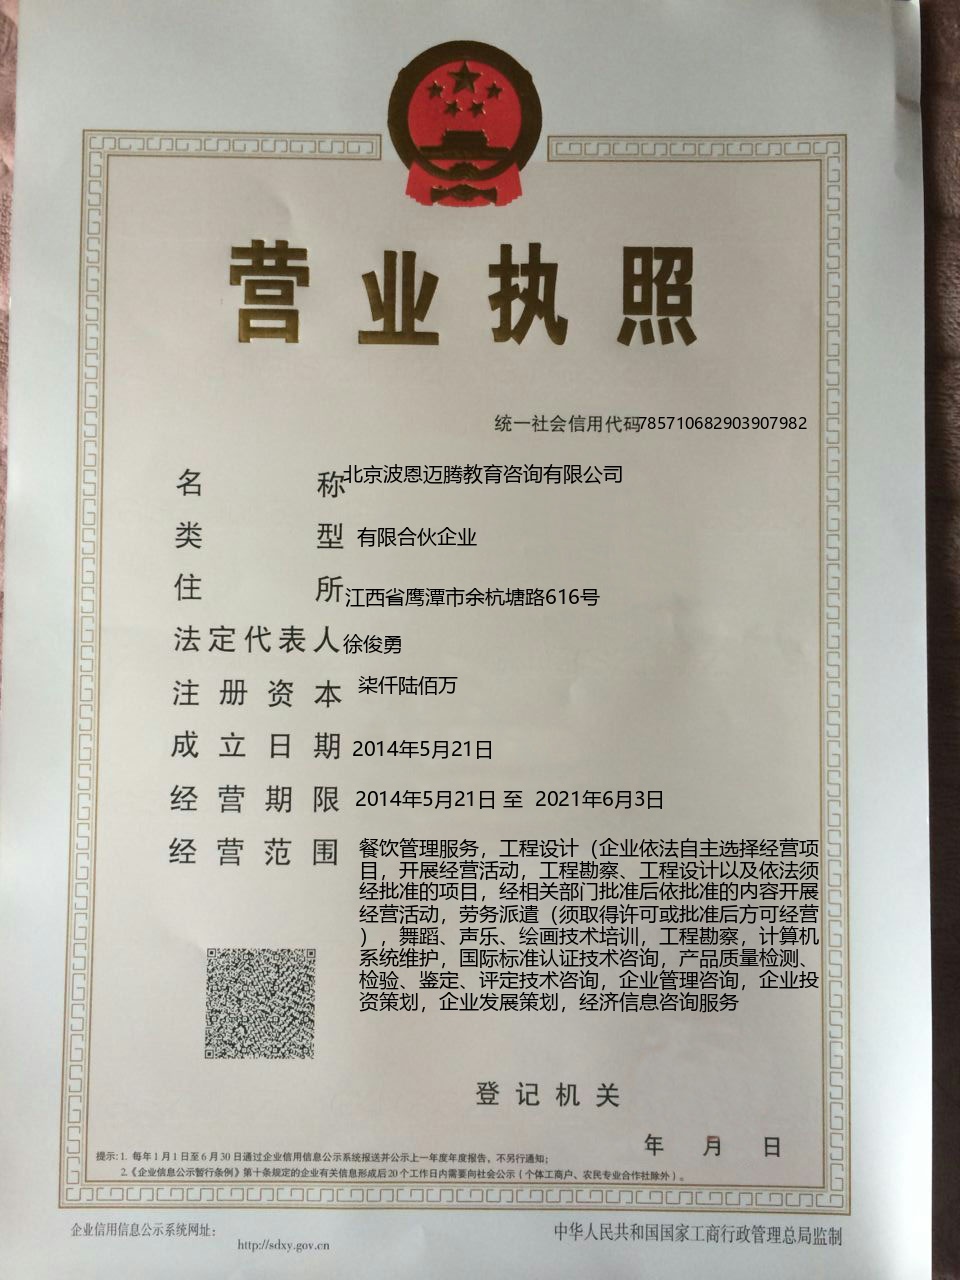 营业执照
统一社会信用代码785710682903907982
名称北京波恩迈腾教育咨询有限公司
类型 有限合伙企业
住所江西省鹰潭市余杭塘路616号
法定代表人徐俊勇
注册资本 柒仟陆佰万
成立日期 2014年5月21日
经营期限 2014年5月21日 至 2021年6月3日
经营范围 餐饮管理服务，工程设计（企业依法自主选择经营项
目，开展经营活动，工程勘察、工程设计以及依法须
经批准的项目，经相关部门批准后依批准的内容开展
经营活动，劳务派遣（须取得许可或批准后方可经营
），舞蹈、声乐、绘画技术培训，工程勘察，计算机
系统维护，国际标准认证技术咨询，产品质量检测、
检验、鉴定、评定技术咨询，企业管理咨询，企业投
资策划，企业发展策划，经济信息咨询服务
登记机关
年 月 日
提示：1. 每年1月1日至6月30日通过企业信用信息公示系统报送并公示上一年度年度报告，不另行通知；
2.《企业信息公示暂行条例》第十条规定的企业有关信息形成后20个工作日内需要向社会公示（个体工商户、农民专业合作社除外）。
企业信用信息公示系统网址：
http://sdxy.gov.cn
中华人民共和国国家工商行政管理总局监制